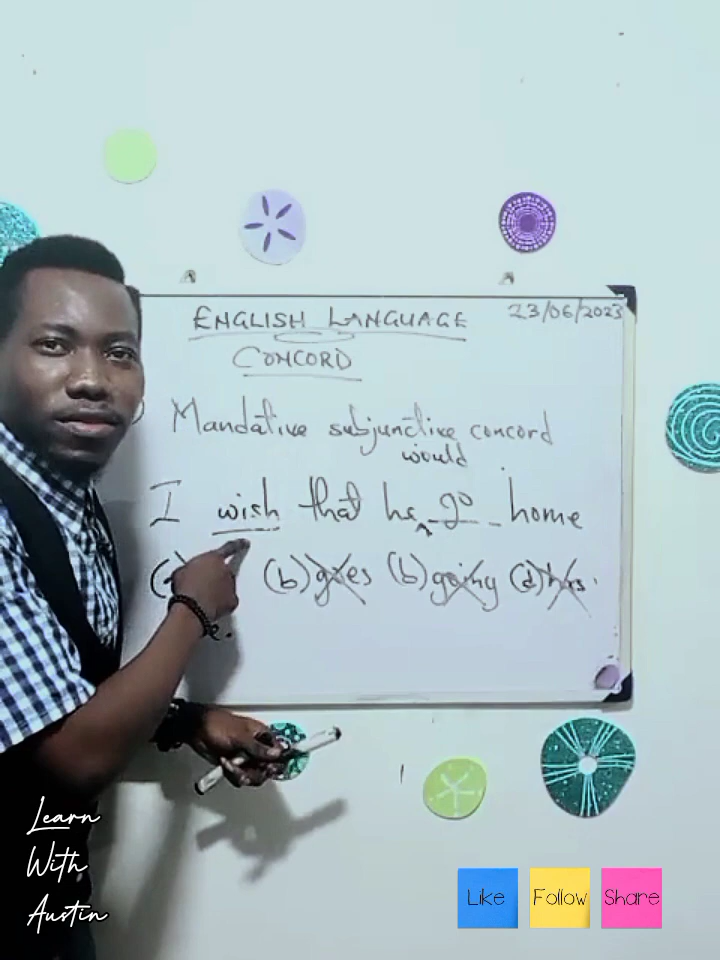 ENGLISH LANGUAGE
23/06/2023
CONCORD
Mandative subjunctive concord
would
I wish that he go home
(b) goes (b) going (d) has.
Learn
With
Austin
Like
Follow
Share